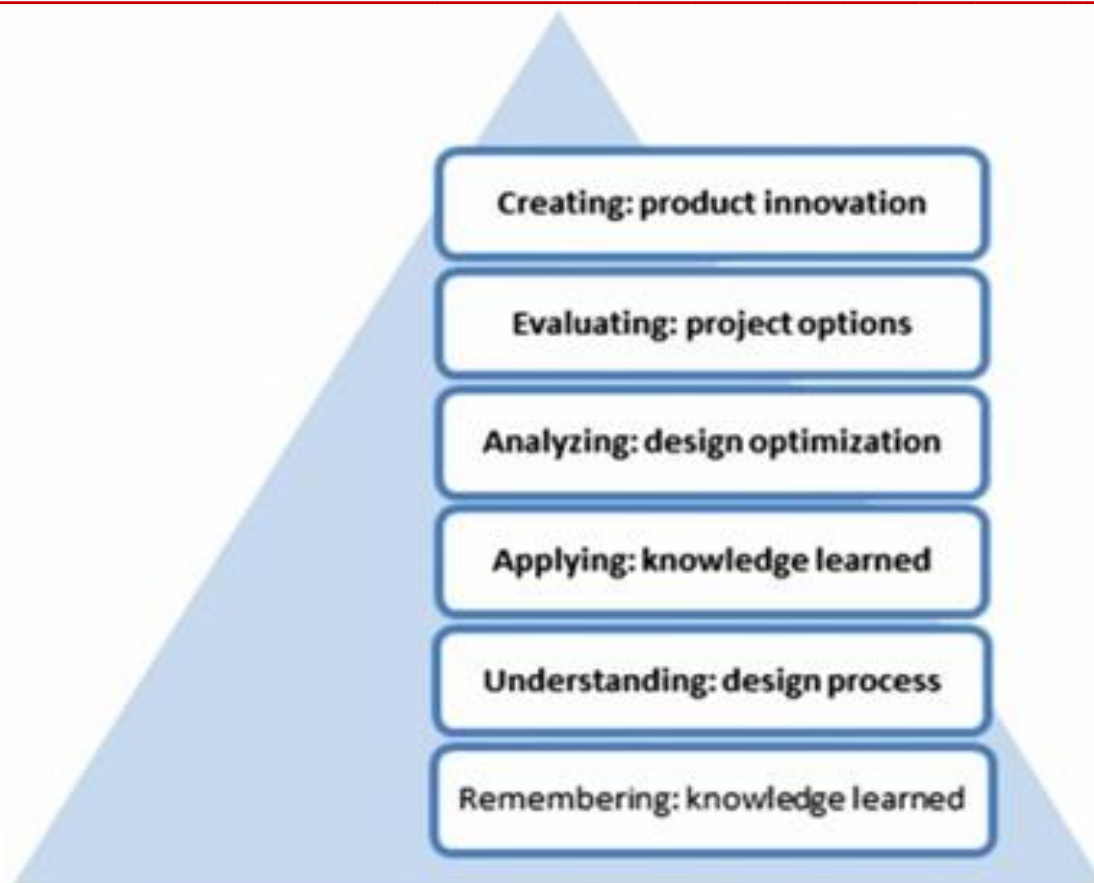 Creating: product innovation
Evaluating: project options
Analyzing: design optimization
Applying: knowledge learned
Understanding: design process
Remembering: knowledge learned